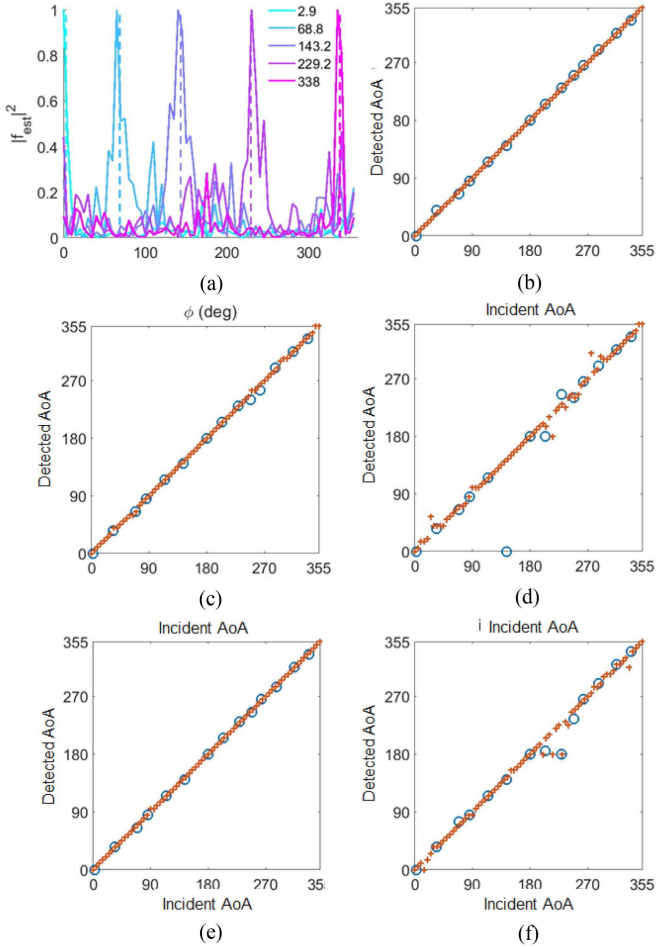 |f_est|^2
1
0.8
0.6
0.4
0.2
0
0 100 200 300
2.9
68.8
143.2
229.2
338
(a)
Detected AoA
355
270
80
90
0
0 90 180 270 355
(b)
ϕ (deg)
Detected AoA
355
270
180
90
0
0 90 180 270 355
(c)
Incident AoA
Detected AoA
355
270
180
90
0
0 90 180 270 355
(d)
Incident AoA
Detected AoA
355
270
180
90
0
0 90 180 270 35
Incident AoA
(e)
i Incident AoA
Detected AoA
355
270
180
90
0
0 90 180 270 355
Incident AoA
(f)